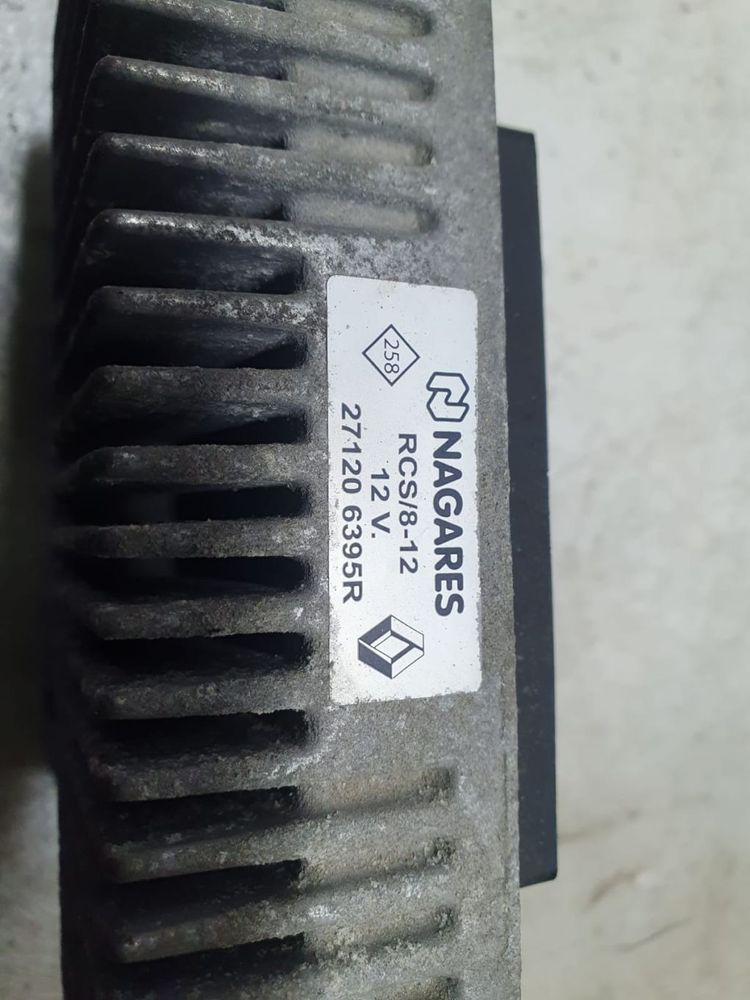 258
NAGARES
RCS/8-12
12 V.
27120 6395R